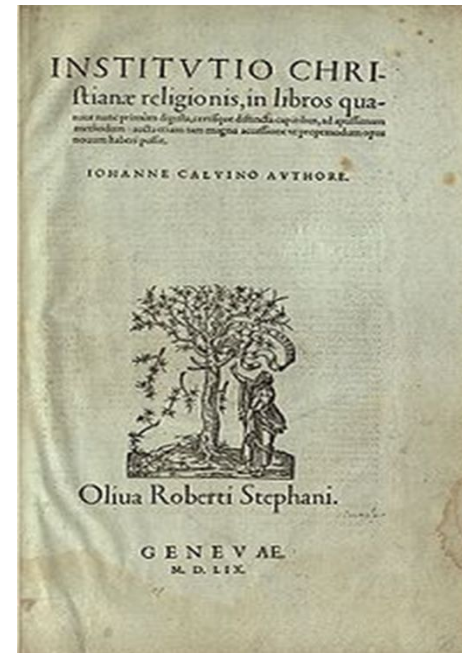 INSTITVTIO CHRI-
stianæ religionis, in libros qua-
tuor nunc primùm digesta, certisque distincta capitibus, ad aptissimam
methodum: aucta etiam tam magna accessione vt propemodum opus
nouum haberi possit.
IOHANNE CALVINO AVTHORE.
Oliua Roberti Stephani.
GENEVAE.
M. D. LIX.